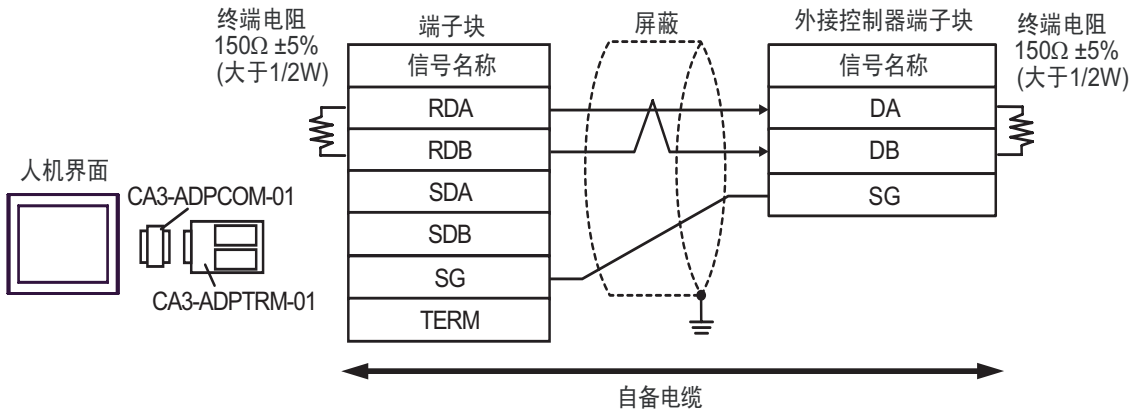 终端电阻
150Ω ±5%
(大于1/2W)
端子块
屏蔽
外接控制器端子块
终端电阻
150Ω ±5%
(大于1/2W)
信号名称
RDA
RDB
SDA
SDB
SG
TERM
信号名称
DA
DB
SG
人机界面
CA3-ADPCOM-01
CA3-ADPTRM-01
自备电缆